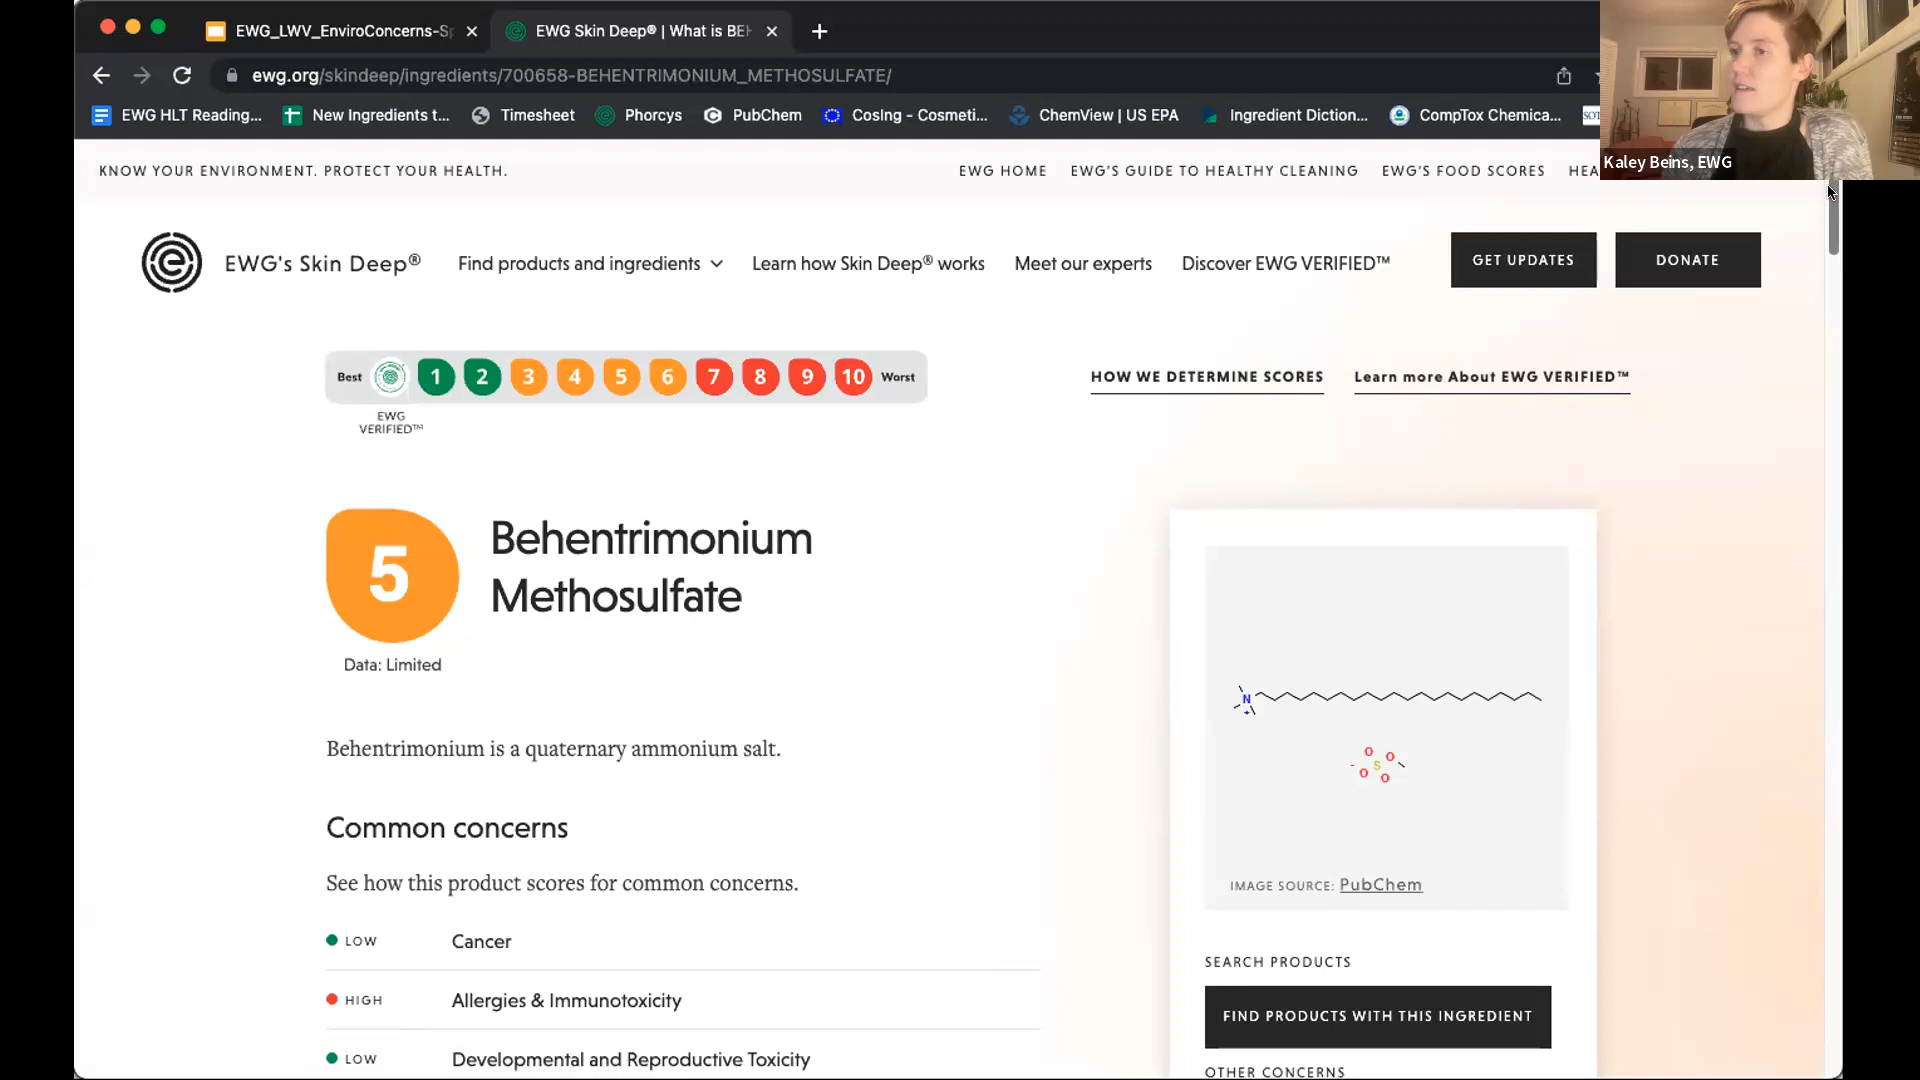 EWG_LWV_EnviroConcerns-Sp
EWG Skin Deep® | What is BEH
ewg.org/skindeep/ingredients/700658-BEHENTRIMONIUM_METHOSULFATE/
EWG HLT Reading...
New Ingredients t...
Timesheet
Phorcys
PubChem
CosIng - Cosmeti...
ChemView | US EPA
Ingredient Diction...
CompTox Chemica...
SOT
Kaley Beins, EWG
KNOW YOUR ENVIRONMENT. PROTECT YOUR HEALTH.
EWG HOME
EWG'S GUIDE TO HEALTHY CLEANING
EWG'S FOOD SCORES
HEA
EWG's Skin Deep®
Find products and ingredients
Learn how Skin Deep® works
Meet our experts
Discover EWG VERIFIED™
GET UPDATES
DONATE
Best
1 2 3 4 5 6 7 8 9 10
Worst
EWG
VERIFIED™
HOW WE DETERMINE SCORES
Learn more About EWG VERIFIED™
5
Data: Limited
Behentrimonium
Methosulfate
Behentrimonium is a quaternary ammonium salt.
Common concerns
See how this product scores for common concerns.
LOW Cancer
HIGH Allergies & Immunotoxicity
LOW Developmental and Reproductive Toxicity
N
+
O
O
- S
O
O
IMAGE SOURCE: PubChem
SEARCH PRODUCTS
FIND PRODUCTS WITH THIS INGREDIENT
OTHER CONCERNS